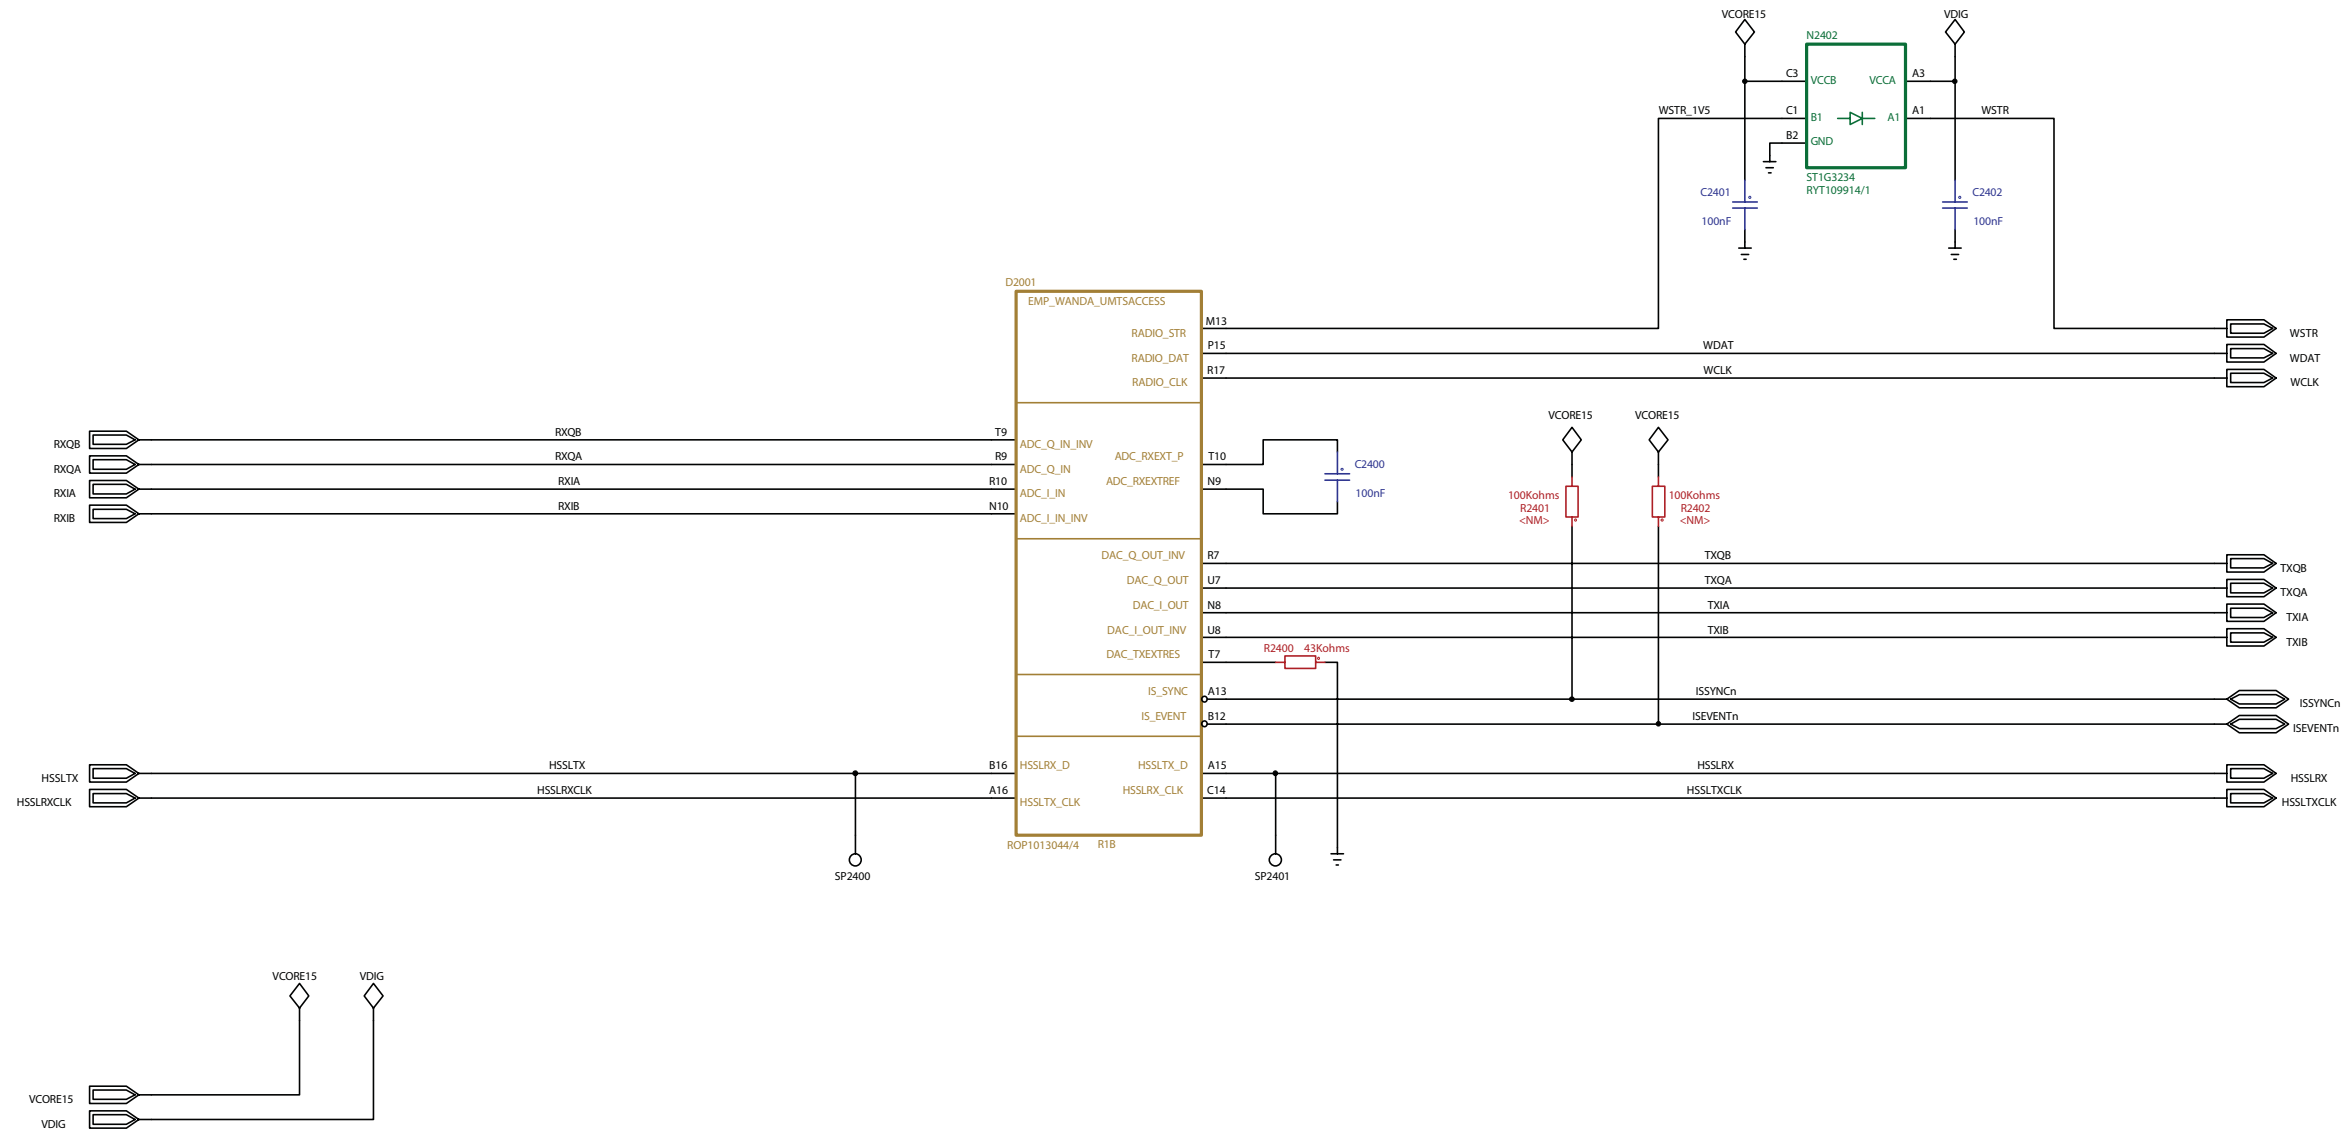 VCORE15
VDIG
N2402
C3
VCCB
VCCA
A3
WSTR_1V5
C1
B1
A1
A1
WSTR
B2
GND
ST1G3234
RYT109914/1
C2401
100nF
C2402
100nF
D2001
EMP_WANDA_UMTSACCESS
RADIO_STR
M13
WSTR
RADIO_DAT
P15
WDAT
WDAT
RADIO_CLK
R17
WCLK
WCLK
VCORE15
VCORE15
RXQB
RXQB
T9
ADC_Q_IN_INV
RXQA
RXQA
R9
ADC_Q_IN
ADC_RXEXT_P
T10
C2400
100nF
RXIA
RXIA
R10
ADC_I_IN
ADC_RXEXTREF
N9
RXIB
RXIB
N10
ADC_I_IN_INV
100Kohms
R2401
<NM>
100Kohms
R2402
<NM>
DAC_Q_OUT_INV
R7
TXQB
TXQB
DAC_Q_OUT
U7
TXQA
TXQA
DAC_I_OUT
N8
TXIA
TXIA
DAC_I_OUT_INV
U8
TXIB
TXIB
DAC_TXEXTRES
T7
R2400 43Kohms
IS_SYNC
A13
ISSYNCn
ISSYNCn
IS_EVENT
B12
ISEVENTn
ISEVENTn
HSSLTX
HSSLTX
B16
HSSLRX_D
HSSLTX_D
A15
HSSLRX
HSSLRX
HSSLRXCLK
HSSLRXCLK
A16
HSSLTX_CLK
HSSLRX_CLK
C14
HSSLTXCLK
HSSLTXCLK
ROP1013044/4 R1B
SP2400
SP2401
VCORE15
VDIG
VCORE15
VDIG